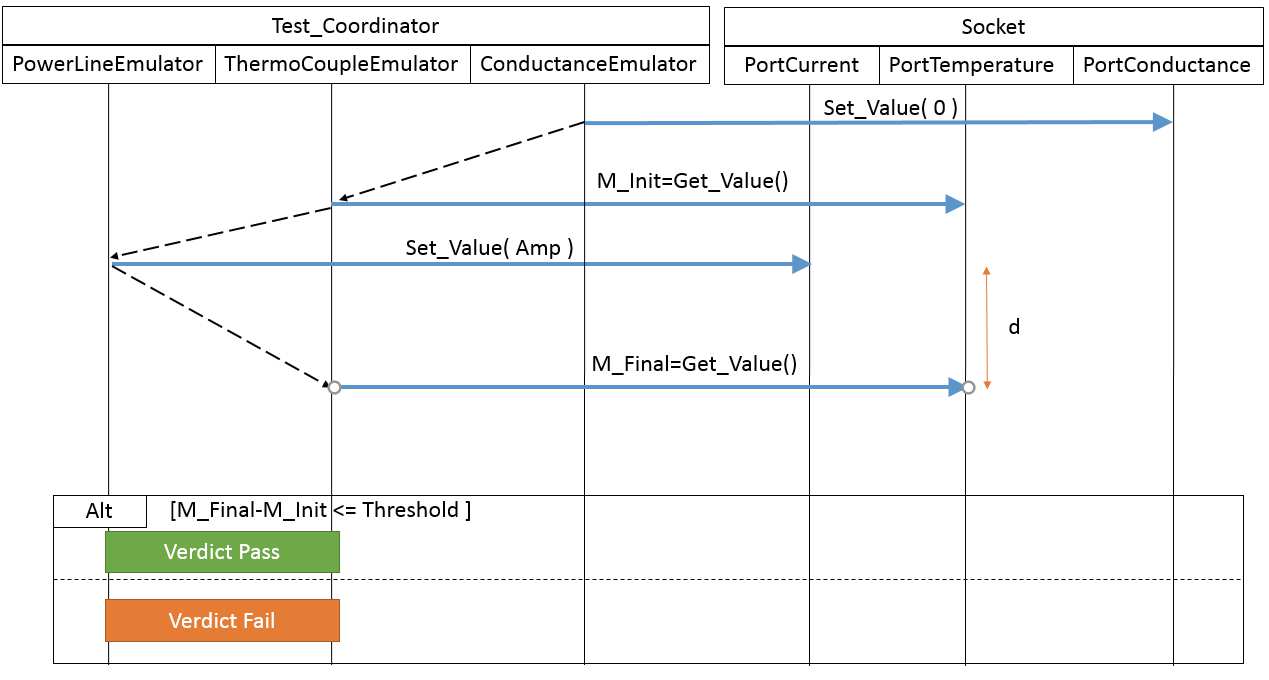 Test_Coordinator
Socket
PowerLineEmulator
ThermoCoupleEmulator
ConductanceEmulator
PortCurrent
PortTemperature
PortConductance
Set_Value( 0 )
M_Init=Get_Value()
Set_Value( Amp )
d
M_Final=Get_Value()
Alt
[M_Final-M_Init <= Threshold ]
Verdict Pass
Verdict Fail